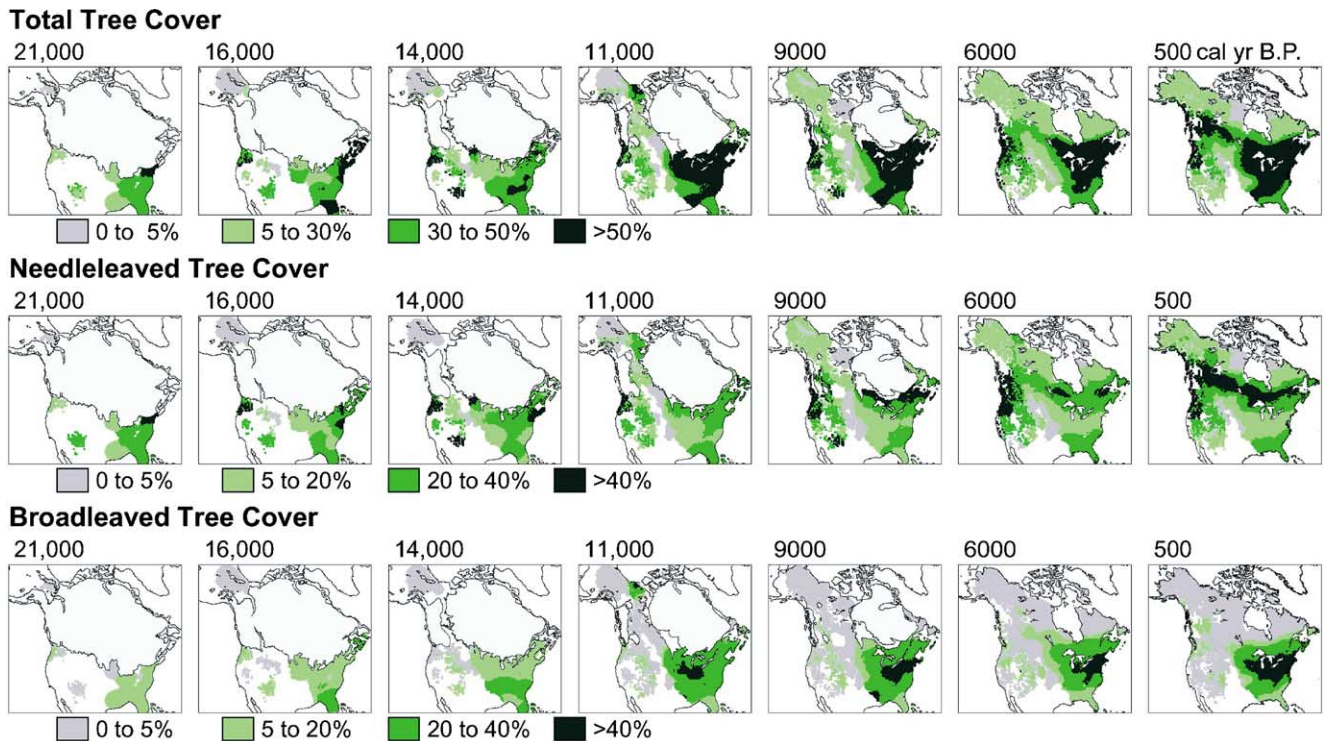 Total Tree Cover
21,000 16,000 14,000 11,000 9000 6000 500 cal yr B.P.
0 to 5% 5 to 30% 30 to 50% >50%
Needleleaved Tree Cover
21,000 16,000 14,000 11,000 9000 6000 500
0 to 5% 5 to 20% 20 to 40% >40%
Broadleaved Tree Cover
21,000 16,000 14,000 11,000 9000 6000 500
0 to 5% 5 to 20% 20 to 40% >40%